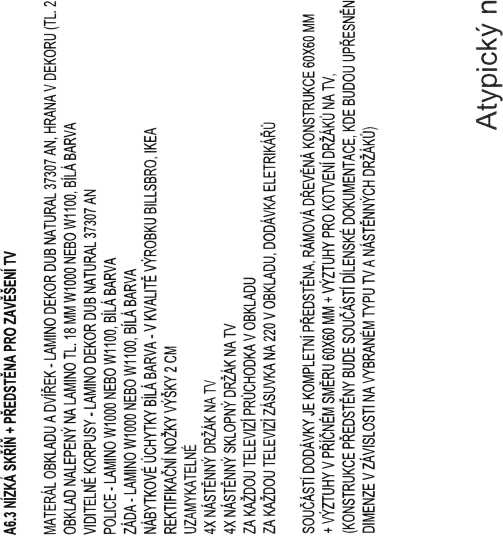 A6.3 NÍZKÁ SKŘÍŇ + PŘEDSTĚNA PRO ZAVĚŠENÍ TV
MATERÁL OBKLADU A DVÍŘEK - LAMINO DEKOR DUB NATURAL 37307 AN, HRANA V DEKORU (TL. 2
OBKLAD NALEPENÝ NA LAMINO TL. 18 MM W1000 NEBO W1100, BÍLÁ BARVA
VIDITELNÉ KORPUSY - LAMINO DEKOR DUB NATURAL 37307 AN
POLICE - LAMINO W1000 NEBO W1100, BÍLÁ BARVA
ZÁDA - LAMINO W1000 NEBO W1100, BÍLÁ BARVA
NÁBYTKOVÉ ÚCHYTKY BÍLÁ BARVA - V KVALITĚ VÝROBKU BILLSBRO, IKEA
REKTIFIKAČNÍ NOŽKY VÝŠKY 2 CM
UZAMYKATELNÉ
4X NÁSTĚNNÝ DRŽÁK NA TV
4X NÁSTĚNNÝ SKLOPNÝ DRŽÁK NA TV
ZA KAŽDOU TELEVIZÍ PRŮCHODKA V OBKLADU
ZA KAŽDOU TELEVIZÍ ZÁSUVKA NA 220 V OBKLADU, DODÁVKA ELETRIKÁŘŮ
SOUČÁSTÍ DODÁVKY JE KOMPLETNÍ PŘEDSTĚNA, RÁMOVÁ DŘEVĚNÁ KONSTRUKCE 60X60 MM
+ VÝZTUHY V PŘÍČNÉM SMĚRU 60X60 MM + VÝZTUHY PRO KOTVENÍ DRŽÁKŮ NA TV,
(KONSTRUKCE PŘEDSTĚNY BUDE SOUČÁSTÍ DÍLENSKÉ DOKUMENTACE, KDE BUDOU UPŘESNĚN
DIMENZE V ZÁVISLOSTI NA VYBRANÉM TYPU TV A NÁSTĚNNÝCH DRŽÁKŮ)
Atypický n